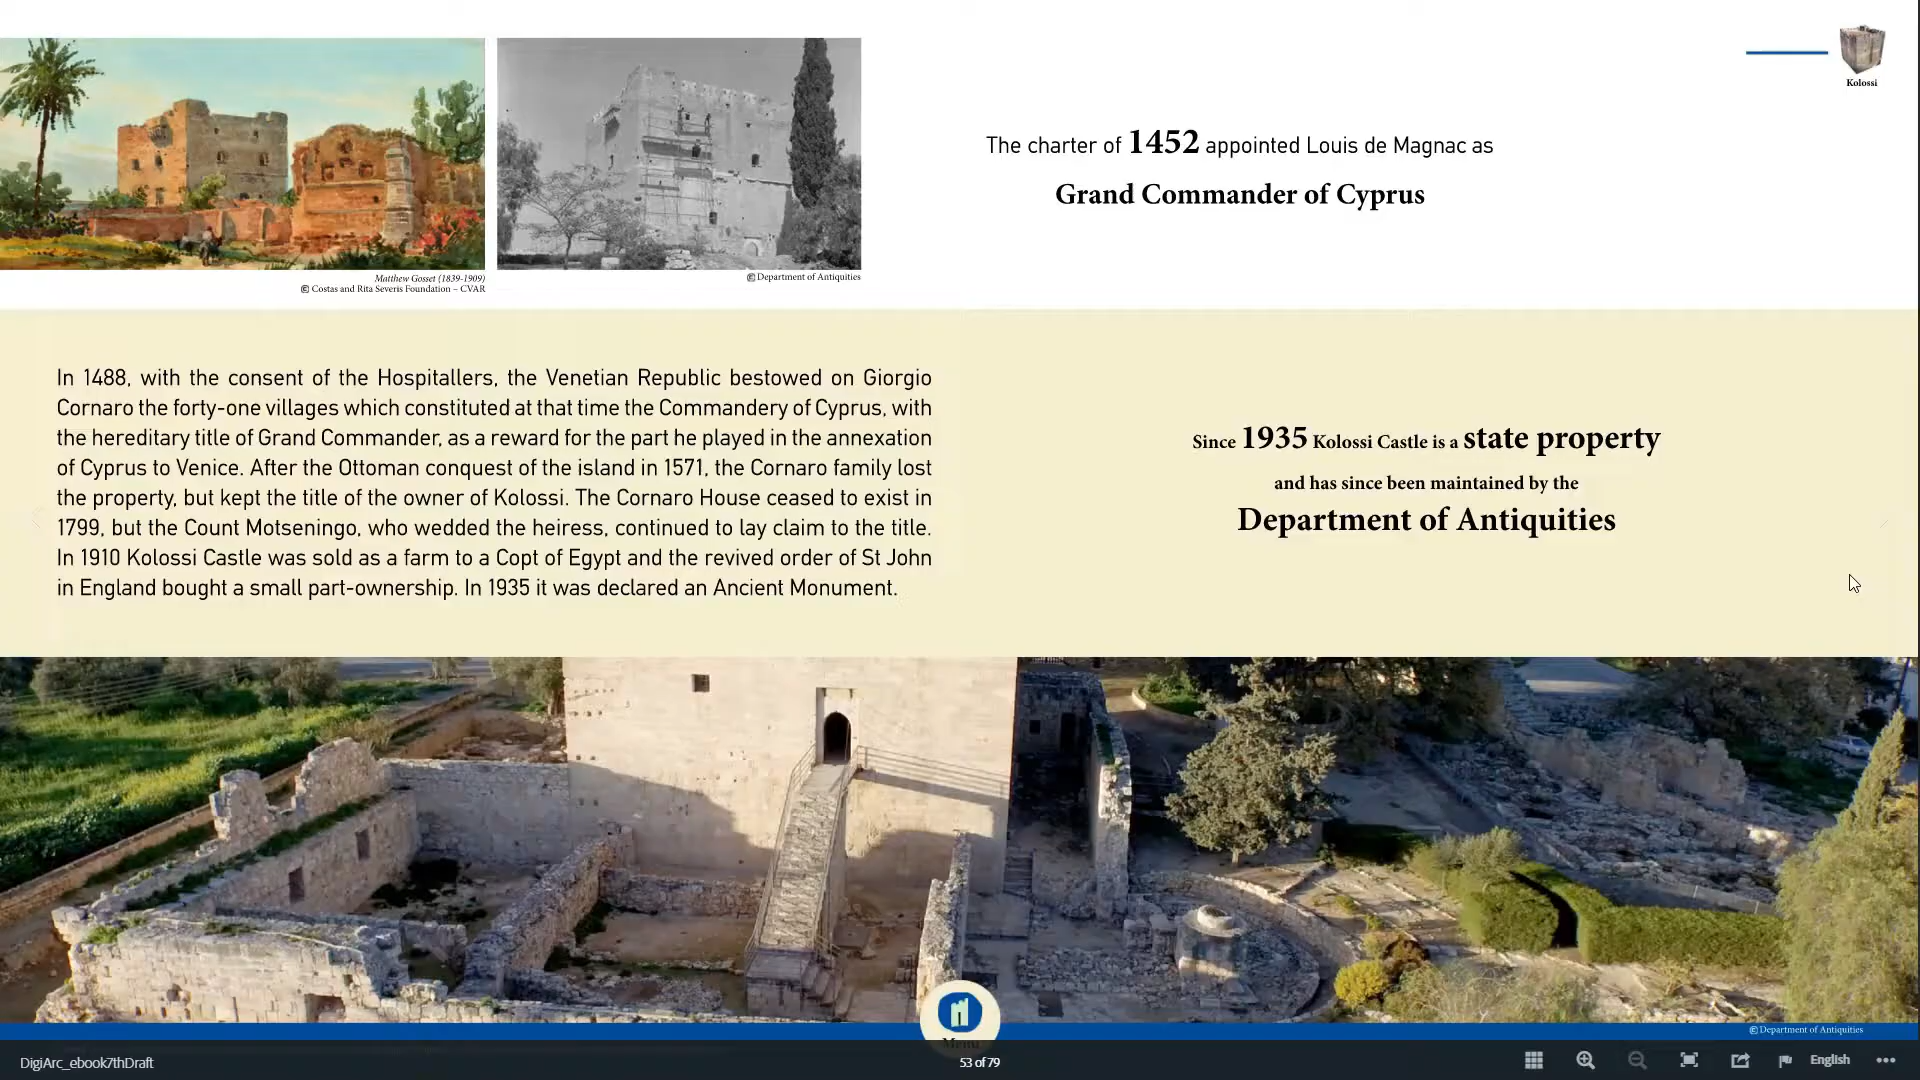 Kolossi
The charter of 1452 appointed Louis de Magnac as
Grand Commander of Cyprus
Matthew Gosset (1839-1909)
© Costas and Rita Severis Foundation – CVAR
© Department of Antiquities
In 1488, with the consent of the Hospitallers, the Venetian Republic bestowed on Giorgio
Cornaro the forty-one villages which constituted at that time the Commandery of Cyprus, with
the hereditary title of Grand Commander, as a reward for the part he played in the annexation
of Cyprus to Venice. After the Ottoman conquest of the island in 1571, the Cornaro family lost
the property, but kept the title of the owner of Kolossi. The Cornaro House ceased to exist in
1799, but the Count Motseningo, who wedded the heiress, continued to lay claim to the title.
In 1910 Kolossi Castle was sold as a farm to a Copt of Egypt and the revived order of St John
in England bought a small part-ownership. In 1935 it was declared an Ancient Monument.
Since 1935 Kolossi Castle is a state property
and has since been maintained by the
Department of Antiquities
© Department of Antiquities
Menu
DigiArc_ebook7thDraft
53 of 79
English